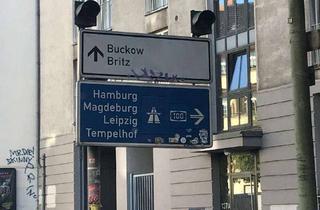 Buckow
Britz
Hamburg
Magdeburg
Leipzig
Tempelhof
100